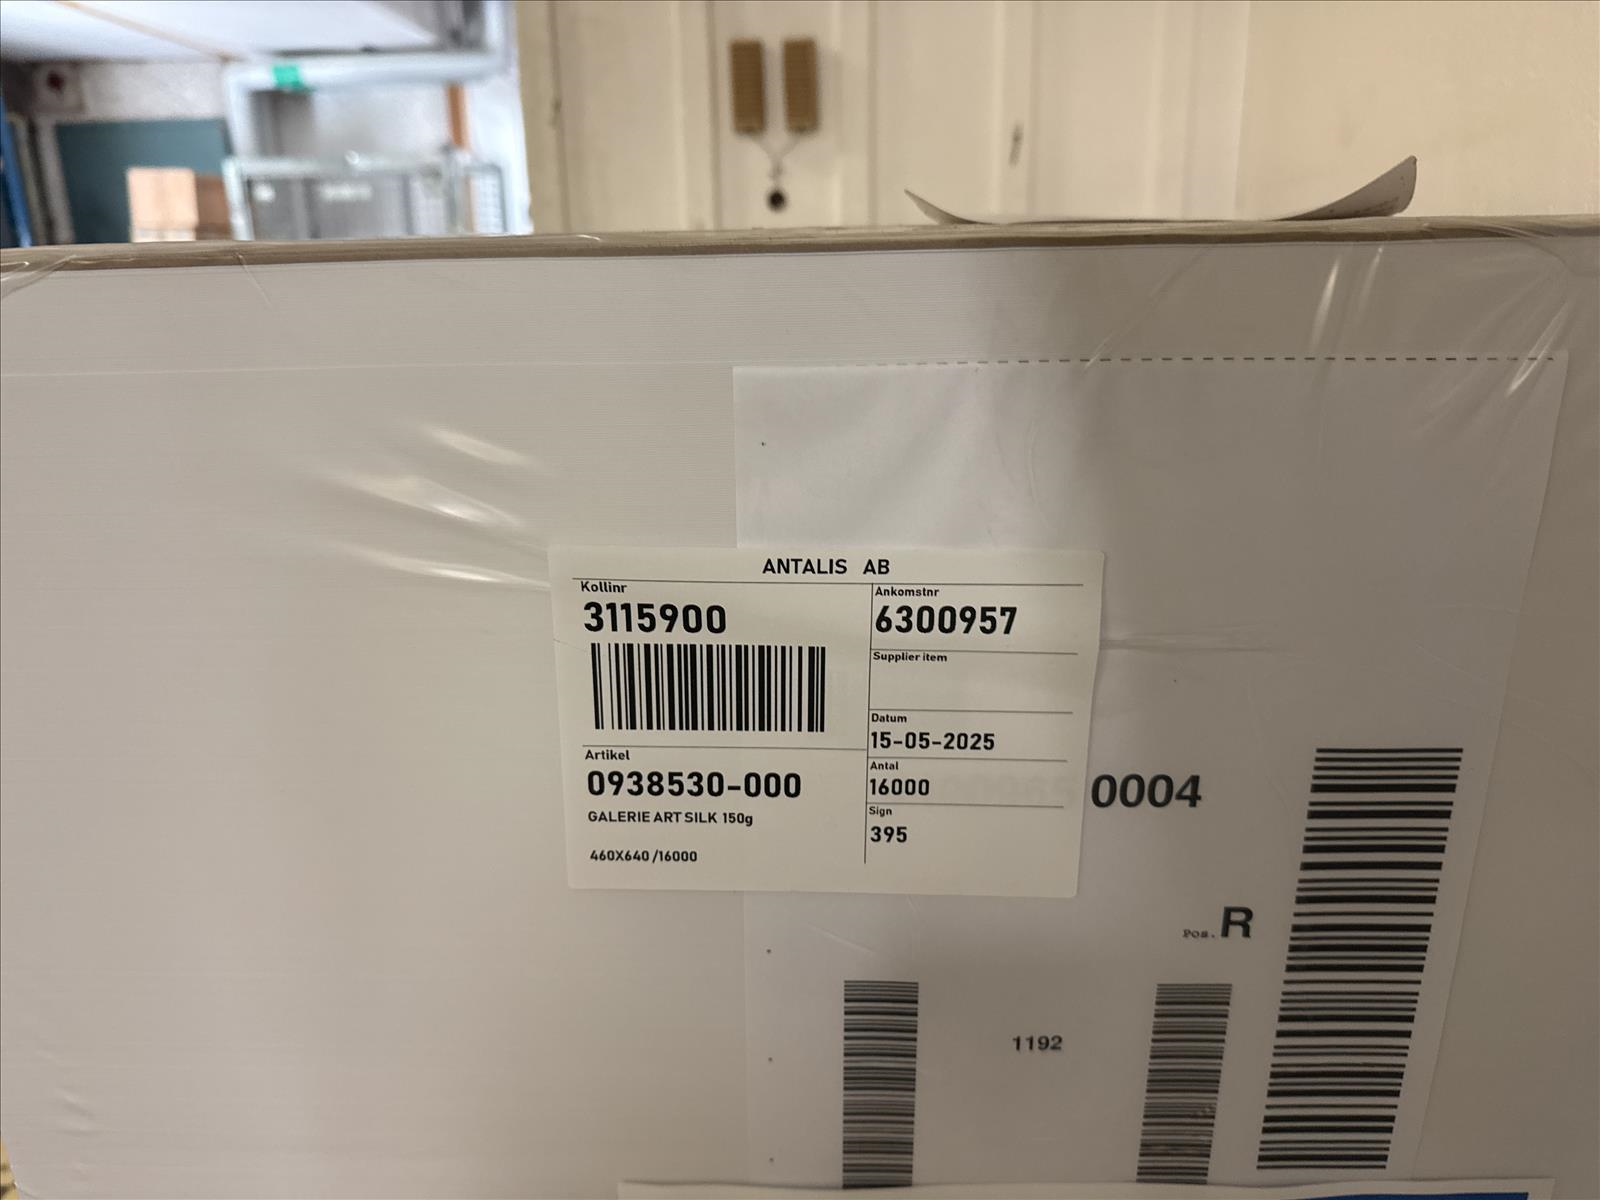 ANTALIS AB
Kollinr
3115900
Ankomstnr
6300957
Supplier item
Datum
15-05-2025
Artikel
0938530-000
Antal
16000
GALERIE ART SILK 150g
Sign
395
460X640/16000
0004
Pos. R
1192